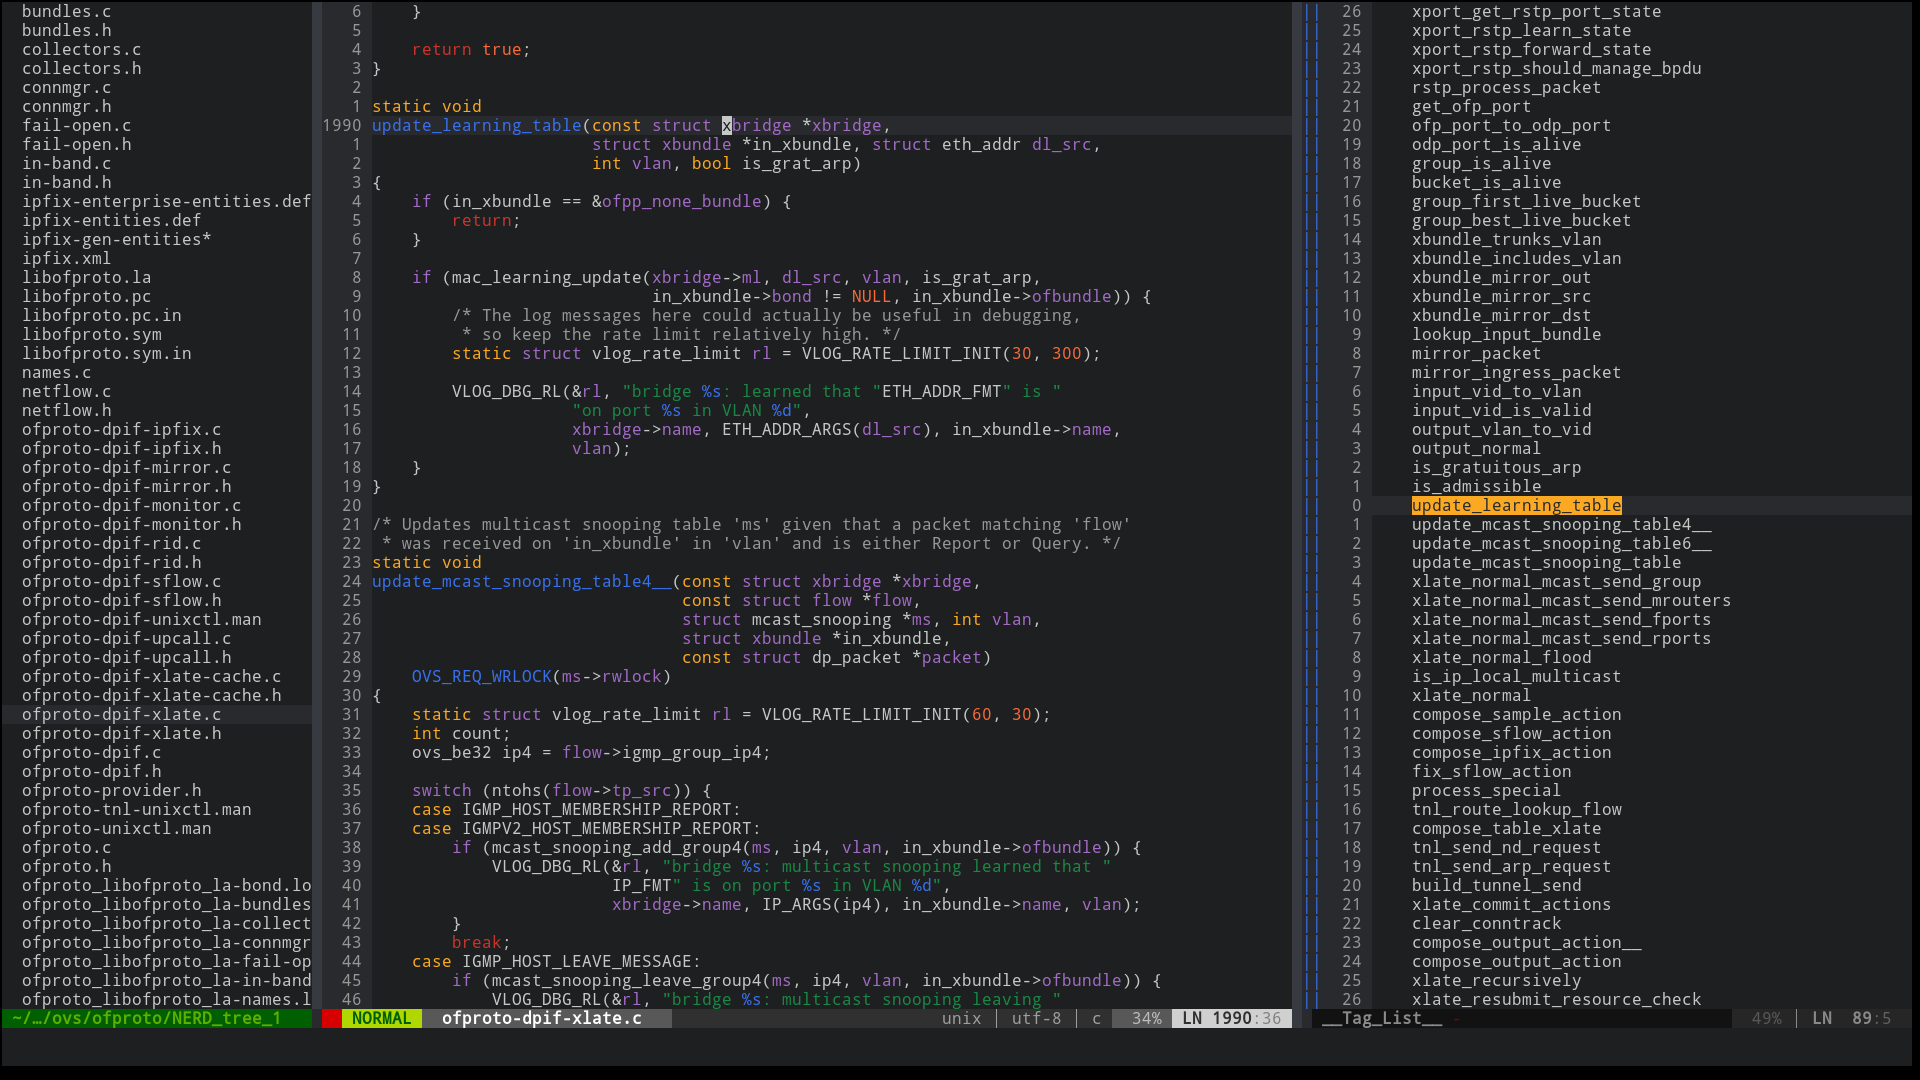 bundles.c
bundles.h
collectors.c
collectors.h
connmgr.c
connmgr.h
fail-open.c
fail-open.h
in-band.c
in-band.h
ipfix-enterprise-entities.def
ipfix-entities.def
ipfix-gen-entities*
ipfix.xml
libofproto.la
libofproto.pc
libofproto.pc.in
libofproto.sym
libofproto.sym.in
names.c
netflow.c
netflow.h
ofproto-dpif-ipfix.c
ofproto-dpif-ipfix.h
ofproto-dpif-mirror.c
ofproto-dpif-mirror.h
ofproto-dpif-monitor.c
ofproto-dpif-monitor.h
ofproto-dpif-rid.c
ofproto-dpif-rid.h
ofproto-dpif-sflow.c
ofproto-dpif-sflow.h
ofproto-dpif-unixctl.man
ofproto-dpif-upcall.c
ofproto-dpif-upcall.h
ofproto-dpif-xlate-cache.c
ofproto-dpif-xlate-cache.h
ofproto-dpif-xlate.c
ofproto-dpif-xlate.h
ofproto-dpif.c
ofproto-dpif.h
ofproto-provider.h
ofproto-tnl-unixctl.man
ofproto-unixctl.man
ofproto.c
ofproto.h
ofproto_libofproto_la-bond.lo
ofproto_libofproto_la-bundles
ofproto_libofproto_la-collect
ofproto_libofproto_la-connmgr
ofproto_libofproto_la-fail-op
ofproto_libofproto_la-in-band
ofproto_libofproto_la-names.l
~/…/ovs/ofproto/NERD_tree_1
6     }
5
4     return true;
3 }
2
1 static void
1990 update_learning_table(const struct xbridge *xbridge,
1                       struct xbundle *in_xbundle, struct eth_addr dl_src,
2                       int vlan, bool is_grat_arp)
3 {
4     if (in_xbundle == &ofpp_none_bundle) {
5         return;
6     }
7
8     if (mac_learning_update(xbridge->ml, dl_src, vlan, is_grat_arp,
9                             in_xbundle->bond != NULL, in_xbundle->ofbundle)) {
10         /* The log messages here could actually be useful in debugging,
11          * so keep the rate limit relatively high. */
12         static struct vlog_rate_limit rl = VLOG_RATE_LIMIT_INIT(30, 300);
13
14         VLOG_DBG_RL(&rl, "bridge %s: learned that "ETH_ADDR_FMT" is "
15                     "on port %s in VLAN %d",
16                     xbridge->name, ETH_ADDR_ARGS(dl_src), in_xbundle->name,
17                     vlan);
18     }
19 }
20
21 /* Updates multicast snooping table 'ms' given that a packet matching 'flow'
22  * was received on 'in_xbundle' in 'vlan' and is either Report or Query. */
23 static void
24 update_mcast_snooping_table4__(const struct xbridge *xbridge,
25                                const struct flow *flow,
26                                struct mcast_snooping *ms, int vlan,
27                                struct xbundle *in_xbundle,
28                                const struct dp_packet *packet)
29     OVS_REQ_WRLOCK(ms->rwlock)
30 {
31     static struct vlog_rate_limit rl = VLOG_RATE_LIMIT_INIT(60, 30);
32     int count;
33     ovs_be32 ip4 = flow->igmp_group_ip4;
34
35     switch (ntohs(flow->tp_src)) {
36     case IGMP_HOST_MEMBERSHIP_REPORT:
37     case IGMPV2_HOST_MEMBERSHIP_REPORT:
38         if (mcast_snooping_add_group4(ms, ip4, vlan, in_xbundle->ofbundle)) {
39             VLOG_DBG_RL(&rl, "bridge %s: multicast snooping learned that "
40                         IP_FMT" is on port %s in VLAN %d",
41                         xbridge->name, IP_ARGS(ip4), in_xbundle->name, vlan);
42         }
43         break;
44     case IGMP_HOST_LEAVE_MESSAGE:
45         if (mcast_snooping_leave_group4(ms, ip4, vlan, in_xbundle->ofbundle)) {
46             VLOG_DBG_RL(&rl, "bridge %s: multicast snooping leaving "
NORMAL ofproto-dpif-xlate.c unix | utf-8 | c 34% LN 1990:36
26 xport_get_rstp_port_state
25 xport_rstp_learn_state
24 xport_rstp_forward_state
23 xport_rstp_should_manage_bpdu
22 rstp_process_packet
21 get_ofp_port
20 ofp_port_to_odp_port
19 odp_port_is_alive
18 group_is_alive
17 bucket_is_alive
16 group_first_live_bucket
15 group_best_live_bucket
14 xbundle_trunks_vlan
13 xbundle_includes_vlan
12 xbundle_mirror_out
11 xbundle_mirror_src
10 xbundle_mirror_dst
9 lookup_input_bundle
8 mirror_packet
7 mirror_ingress_packet
6 input_vid_to_vlan
5 input_vid_is_valid
4 output_vlan_to_vid
3 output_normal
2 is_gratuitous_arp
1 is_admissible
0 update_learning_table
1 update_mcast_snooping_table4__
2 update_mcast_snooping_table6__
3 update_mcast_snooping_table
4 xlate_normal_mcast_send_group
5 xlate_normal_mcast_send_mrouters
6 xlate_normal_mcast_send_fports
7 xlate_normal_mcast_send_rports
8 xlate_normal_flood
9 is_ip_local_multicast
10 xlate_normal
11 compose_sample_action
12 compose_sflow_action
13 compose_ipfix_action
14 fix_sflow_action
15 process_special
16 tnl_route_lookup_flow
17 compose_table_xlate
18 tnl_send_nd_request
19 tnl_send_arp_request
20 build_tunnel_send
21 xlate_commit_actions
22 clear_conntrack
23 compose_output_action__
24 compose_output_action
25 xlate_recursively
26 xlate_resubmit_resource_check
__Tag_List__ - 49% | LN 89:5